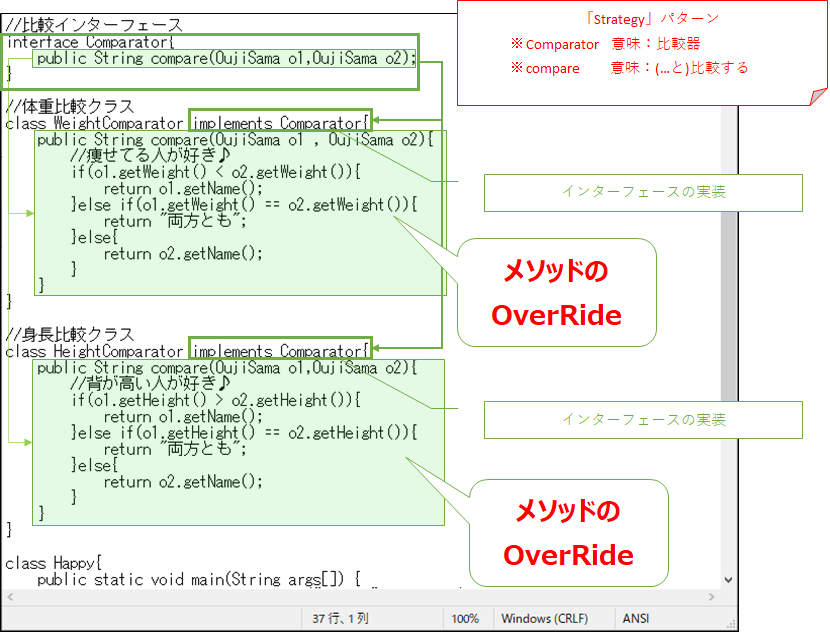 「Strategy」パターン
※Comparator 意味：比較器
※compare 意味：(...と)比較する
//比較インターフェース
interface Comparator{
public String compare(OujiSama o1,OujiSama o2);
}
//体重比較クラス
class WeightComparator implements Comparator{
public String compare(OujiSama o1 , OujiSama o2){
//痩せてる人が好き♪
if(o1.getWeight() < o2.getWeight()){
return o1.getName();
}else if(o1.getWeight() == o2.getWeight()){
return "両方とも";
}else{
return o2.getName();
}
}
}
インターフェースの実装
メソッドの
OverRide
//身長比較クラス
class HeightComparator implements Comparator{
public String compare(OujiSama o1,OujiSama o2){
//背が高い人が好き♪
if(o1.getHeight() > o2.getHeight()){
return o1.getName();
}else if(o1.getHeight() == o2.getHeight()){
return "両方とも";
}else{
return o2.getName();
}
}
}
インターフェースの実装
メソッドの
OverRide
class Happy{
public static void main(String args[]) {
37 行、1 列 100% Windows (CRLF) ANSI